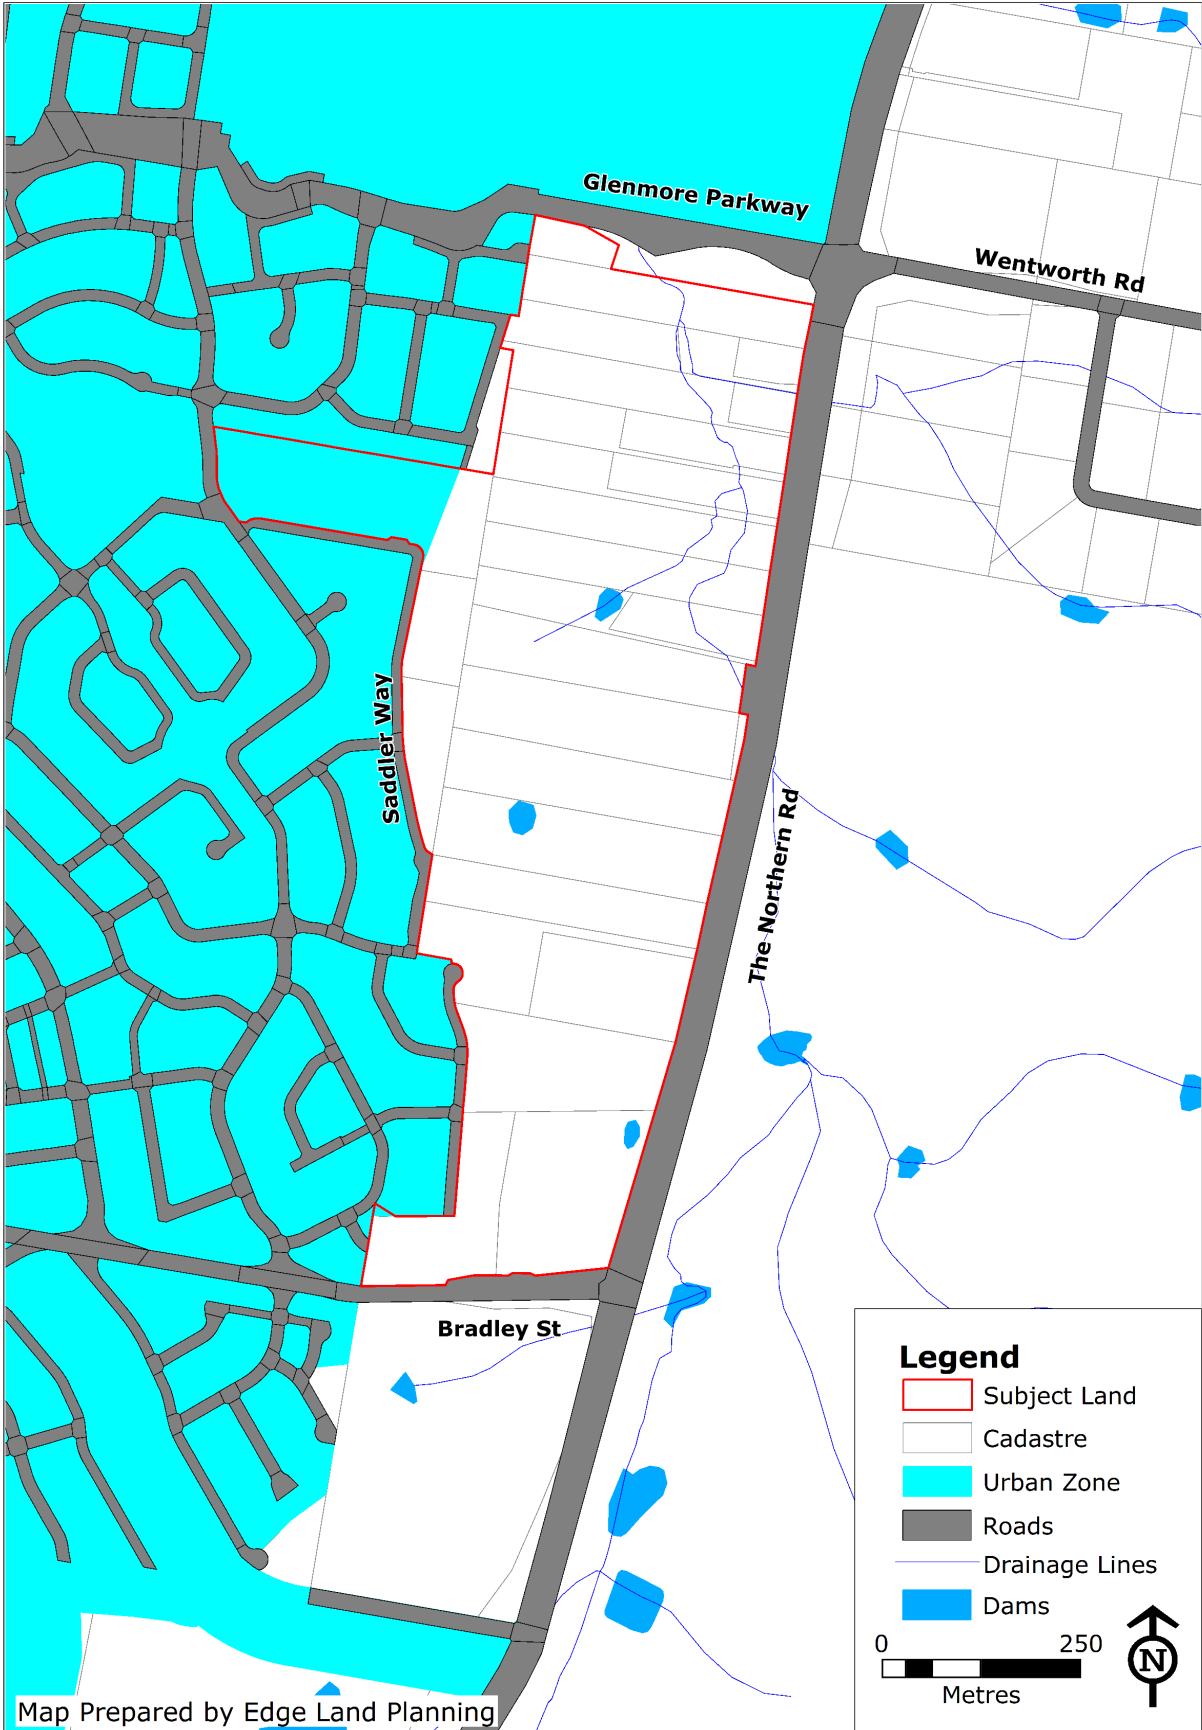 Glenmore Parkway
Wentworth Rd
Saddler Way
The Northern Rd
Bradley St
Legend
Subject Land
Cadastre
Urban Zone
Roads
Drainage Lines
Dams
0 250
Metres
N
Map Prepared by Edge Land Planning